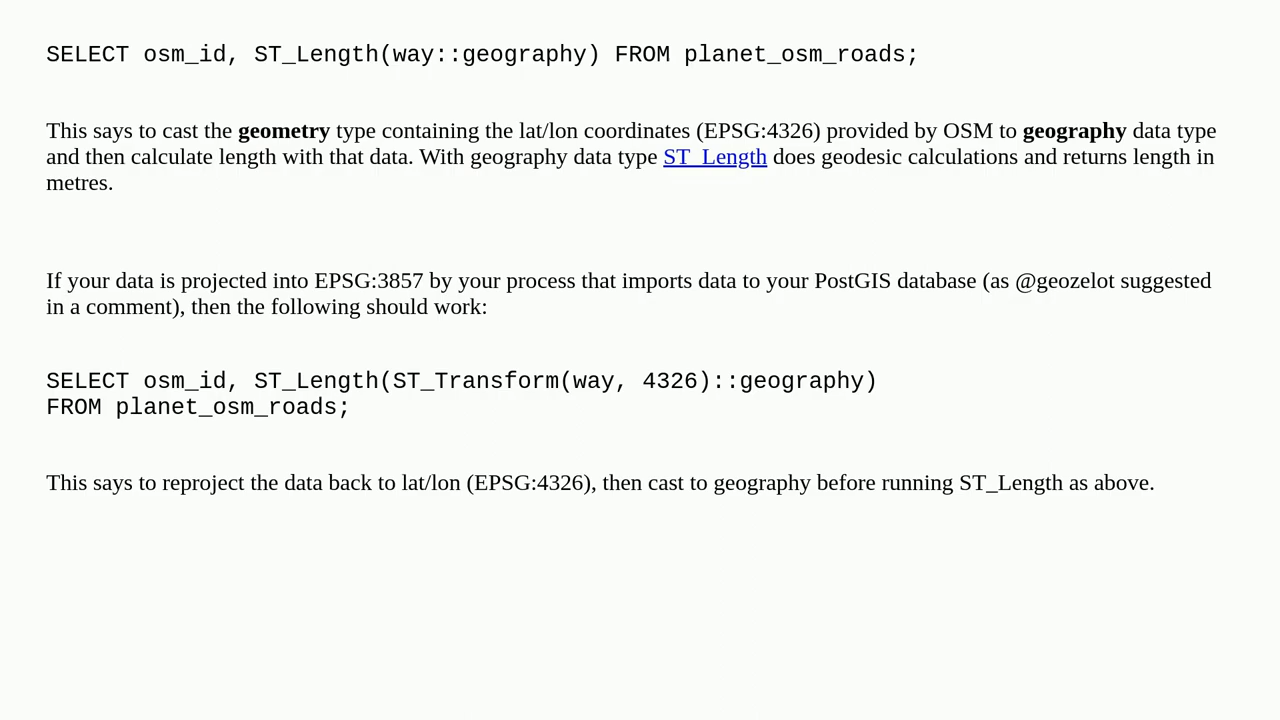 SELECT osm_id, ST_Length(way::geography) FROM planet_osm_roads;
This says to cast the geometry type containing the lat/lon coordinates (EPSG:4326) provided by OSM to geography data type
and then calculate length with that data. With geography data type ST_Length does geodesic calculations and returns length in
metres.
If your data is projected into EPSG:3857 by your process that imports data to your PostGIS database (as @geozelot suggested
in a comment), then the following should work:
SELECT osm_id, ST_Length(ST_Transform(way, 4326)::geography)
FROM planet_osm_roads;
This says to reproject the data back to lat/lon (EPSG:4326), then cast to geography before running ST_Length as above.